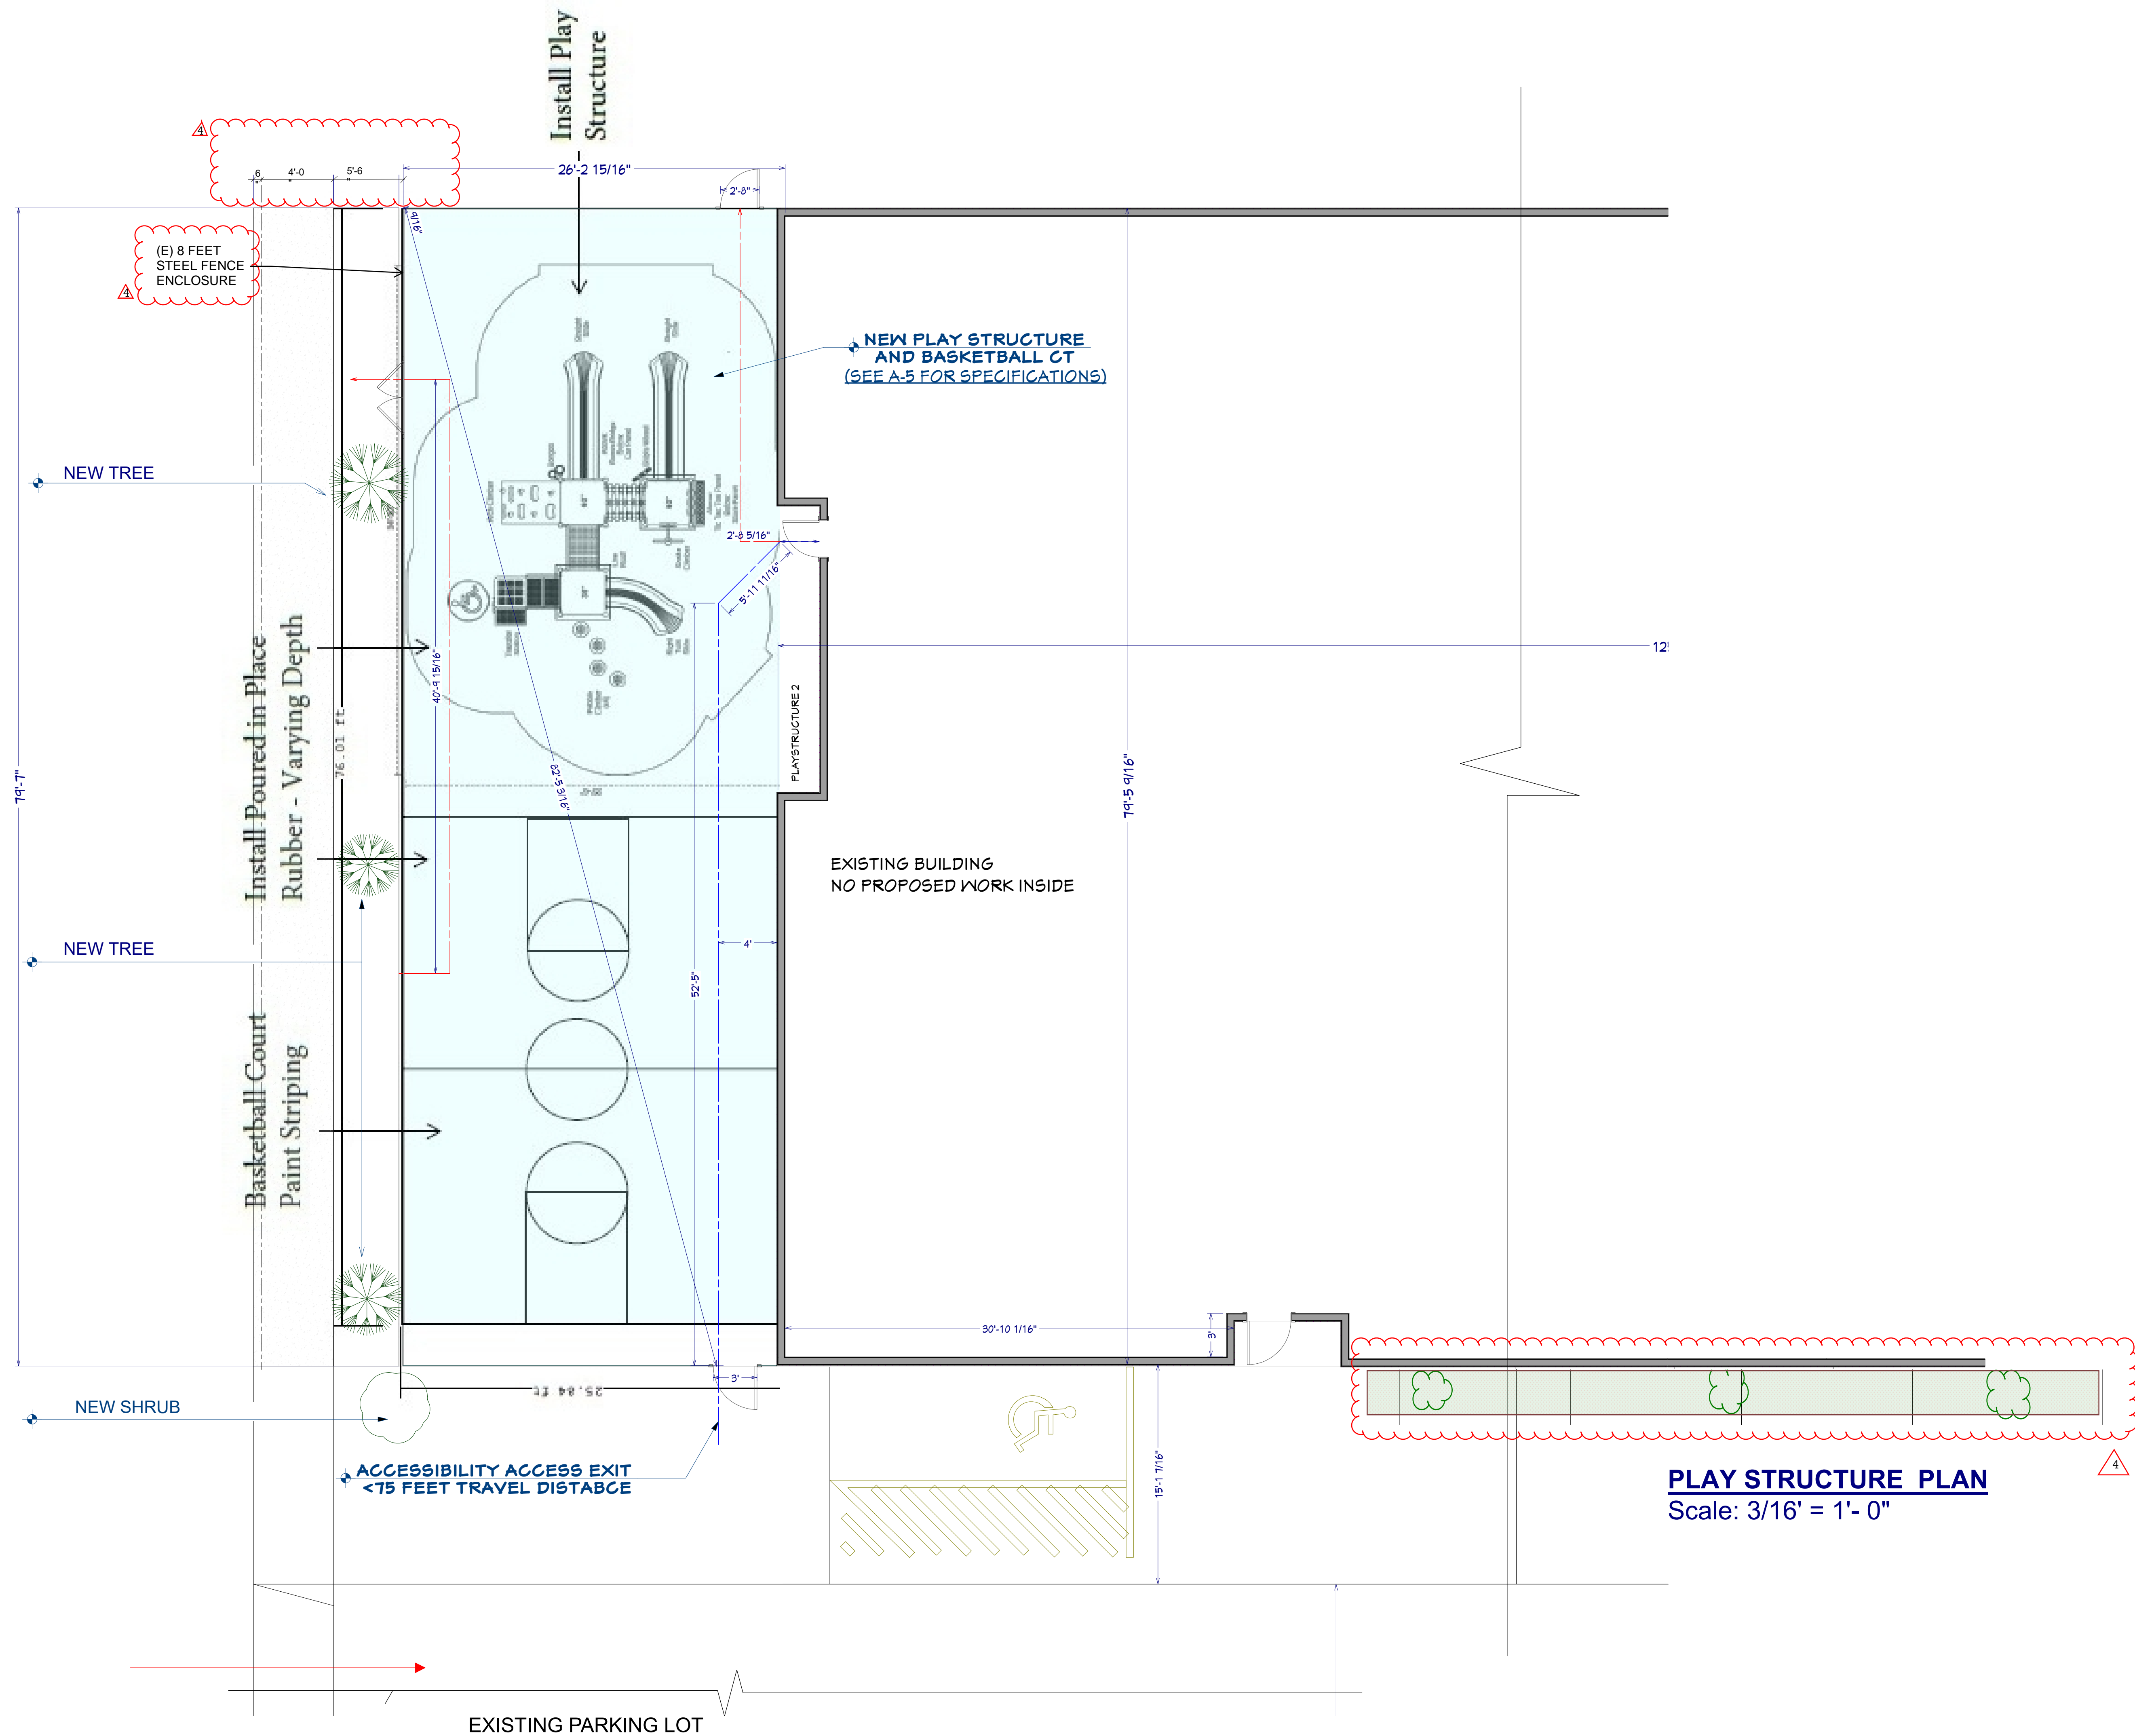 Install Play
Structure
4
6
"
4'-0
"
5'-6
"
26'-2 15/16"
2'-8"
9/16"
(E) 8 FEET
STEEL FENCE
ENCLOSURE
4
NEW PLAY STRUCTURE
AND BASKETBALL CT
(SEE A-5 FOR SPECIFICATIONS)
NEW TREE
2'-8 5/16"
5'-11 11/16"
34"
Install Poured in Place
Rubber - Varying Depth
40'-9 15/16"
76.01 ft
79'-7"
82'-5 3/16"
PLAYSTRUCTURE 2
12
79'-5 9/16"
EXISTING BUILDING
NO PROPOSED WORK INSIDE
NEW TREE
4'
52'-5"
Basketball Court
Paint Striping
30'-10 1/16"
3'
3'
25.84 ft
NEW SHRUB
ACCESSIBILITY ACCESS EXIT
<75 FEET TRAVEL DISTABCE
15'-1 7/16"
4
PLAY STRUCTURE PLAN
Scale: 3/16' = 1'- 0"
EXISTING PARKING LOT